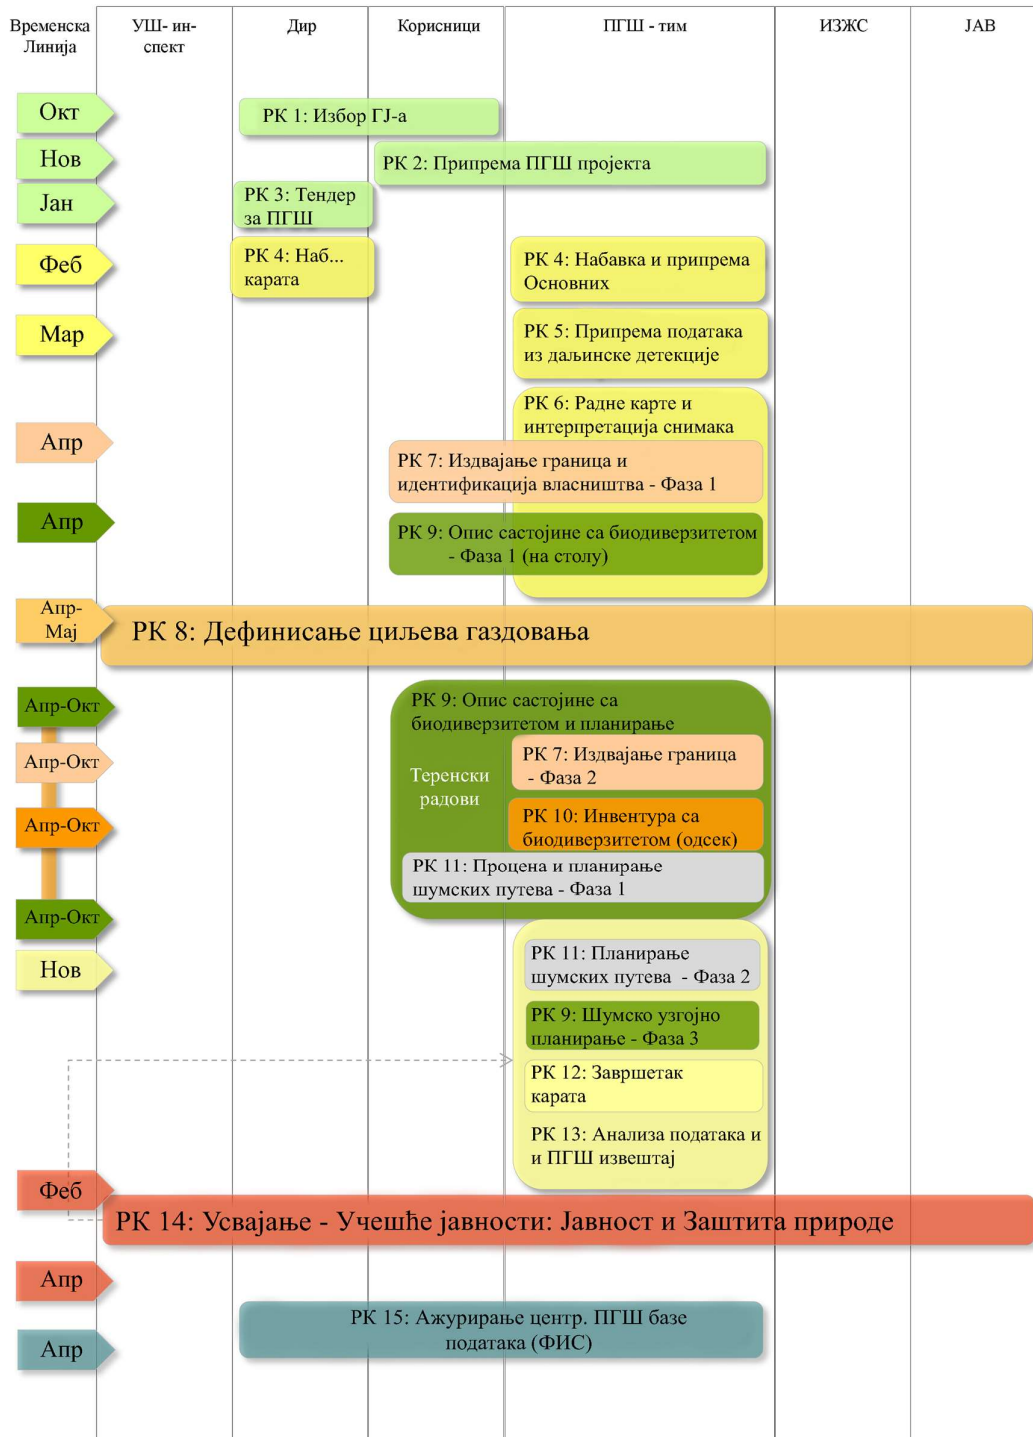 Временска
Линија
УШ- ин-
спект
Дир
Корисници
ПГШ - тим
ИЗЖС
ЈАВ
Окт
РК 1: Избор ГЈ-а
Нов
РК 2: Припрема ПГШ пројекта
Јан
РК 3: Тендер
за ПГШ
Феб
РК 4: Наб...
карата
РК 4: Набавка и припрема
Основних
Мар
РК 5: Припрема података
из даљинске детекције
РК 6: Радне карте и
интерпретација снимака
Апр
РК 7: Издвајање граница и
идентификација власништва - Фаза 1
Апр
РК 9: Опис састојине са биодиверзитетом
- Фаза 1 (на столу)
Апр-
Мај
РК 8: Дефинисање циљева газдовања
Апр-Окт
РК 9: Опис састојине са
биодиверзитетом и планирање
Апр-Окт
Теренски
радови
РК 7: Издвајање граница
- Фаза 2
Апр-Окт
РК 10: Инвентура са
биодиверзитетом (одсек)
РК 11: Процена и планирање
шумских путева - Фаза 1
Апр-Окт
Нов
РК 11: Планирање
шумских путева - Фаза 2
РК 9: Шумско узгојно
планирање - Фаза 3
РК 12: Завршетак
карата
РК 13: Анализа података и
и ПГШ извештај
Феб
РК 14: Усвајање - Учешће јавности: Јавност и Заштита природе
Апр
РК 15: Ажурирање центр. ПГШ базе
података (ФИС)
Апр